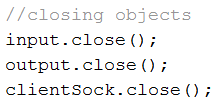 //closing objects
input.close();
output.close();
clientSock.close();